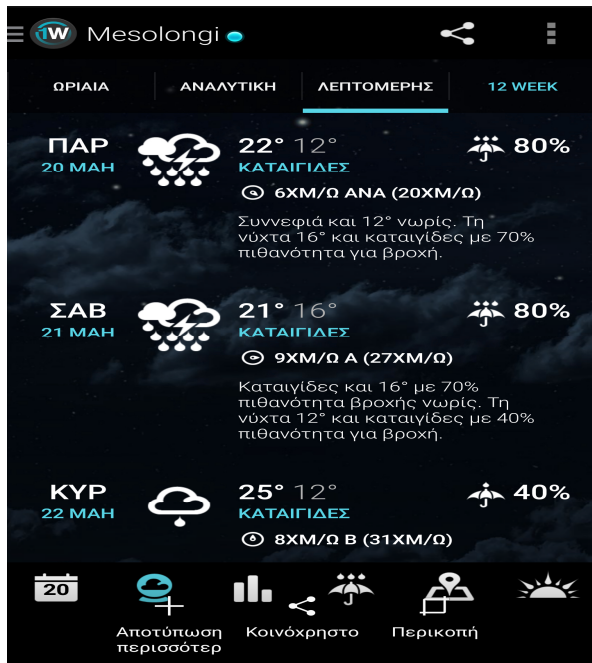 1W Mesolongi
ΩΡΙΑΙΑ ΑΝΑΛΥΤΙΚΗ ΛΕΠΤΟΜΕΡΗΣ 12 WEEK
ΠΑΡ 22° 12° 80%
20 ΜΑΗ ΚΑΤΑΙΓΙΔΕΣ
6ΧΜ/Ω ΑΝΑ (20ΧΜ/Ω)
Συννεφιά και 12° νωρίς. Τη
νύχτα 16° και καταιγίδες με 70%
πιθανότητα για βροχή.
ΣΑΒ 21° 16° 80%
21 ΜΑΗ ΚΑΤΑΙΓΙΔΕΣ
9ΧΜ/Ω Α (27ΧΜ/Ω)
Καταιγίδες και 16° με 70%
πιθανότητα βροχής νωρίς. Τη
νύχτα 12° και καταιγίδες με 40%
πιθανότητα για βροχή.
ΚΥΡ 25° 12° 40%
22 ΜΑΗ ΚΑΤΑΙΓΙΔΕΣ
8ΧΜ/Ω Β (31ΧΜ/Ω)
20
Αποτύπωση Κοινόχρηστο Περικοπή
περισσότερ